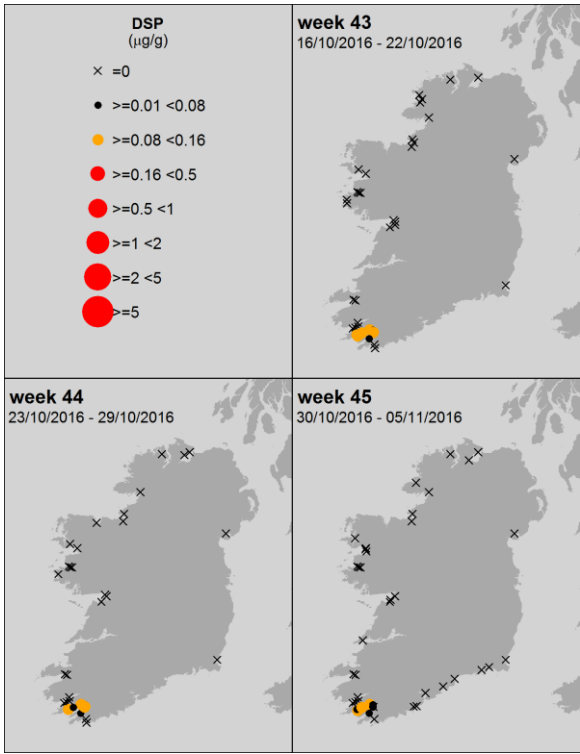 DSP
(μg/g)
=0
>=0.01 <0.08
>=0.08 <0.16
>=0.16 <0.5
>=0.5 <1
>=1 <2
>=2 <5
>=5
week 43
16/10/2016 - 22/10/2016
week 44
23/10/2016 - 29/10/2016
week 45
30/10/2016 - 05/11/2016